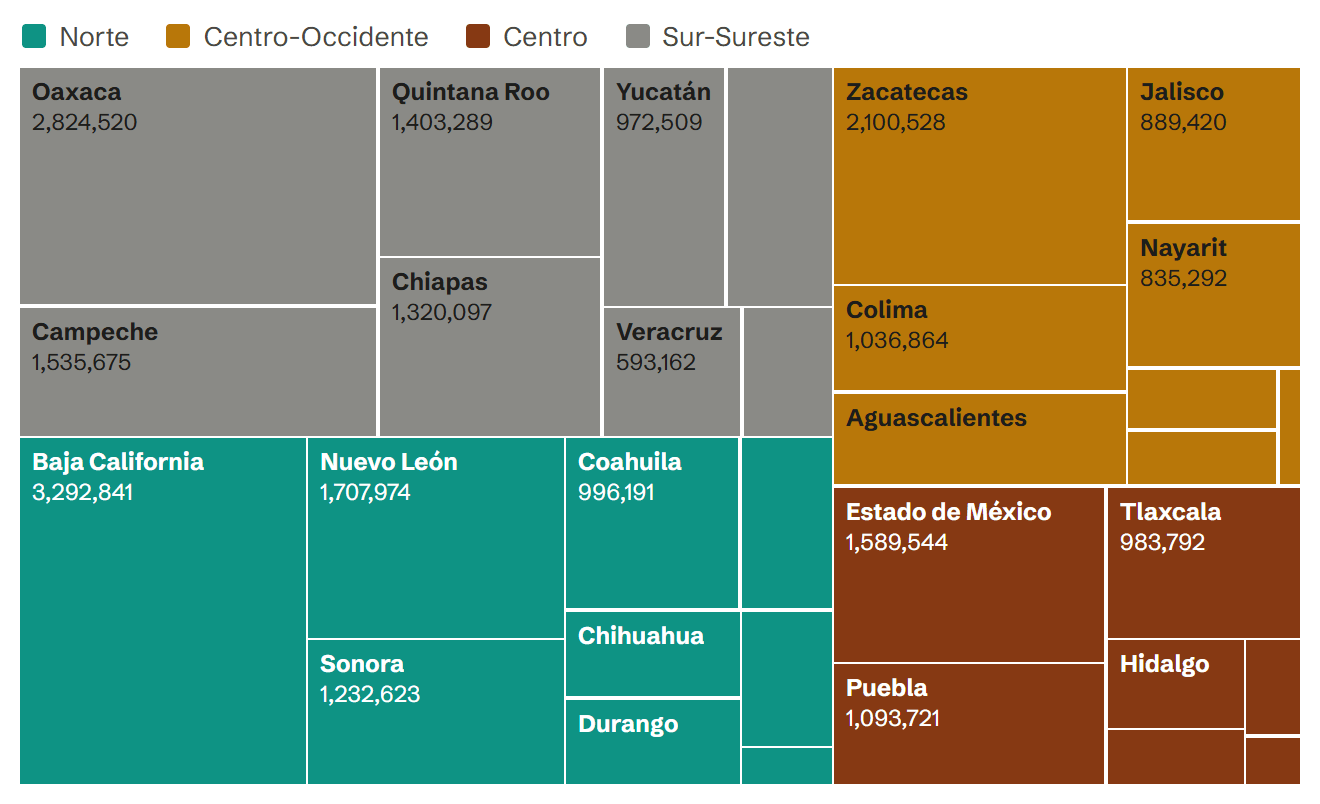 Norte
Centro-Occidente
Centro
Sur-Sureste
Oaxaca
2,824,520
Quintana Roo
1,403,289
Yucatán
972,509
Zacatecas
2,100,528
Jalisco
889,420
Nayarit
835,292
Chiapas
1,320,097
Colima
1,036,864
Campeche
1,535,675
Veracruz
593,162
Aguascalientes
Baja California
3,292,841
Nuevo León
1,707,974
Coahuila
996,191
Estado de México
1,589,544
Tlaxcala
983,792
Chihuahua
Sonora
1,232,623
Hidalgo
Puebla
1,093,721
Durango